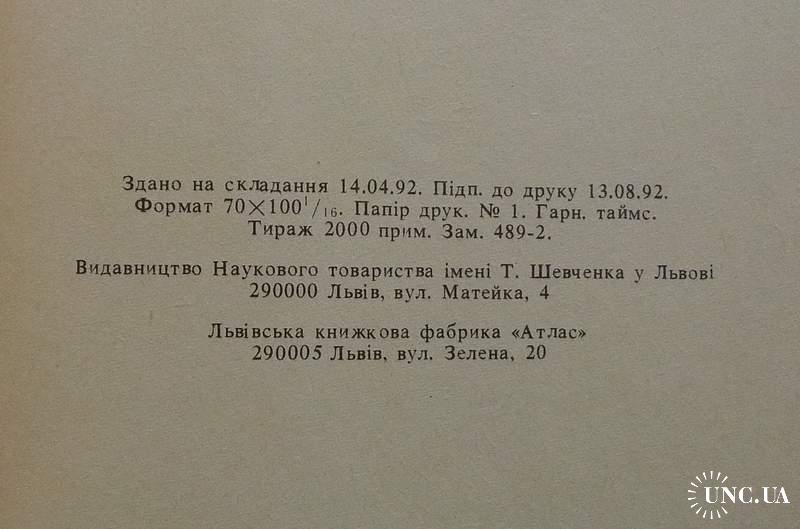 Здано на складання 14.04.92. Підп. до друку 13.08.92.
Формат 70×100¹/₁₆. Папір друк. № 1. Гарн. таймс.
Тираж 2000 прим. Зам. 489-2.
Видавництво Наукового товариства імені Т. Шевченка у Львові
290000 Львів, вул. Матейка, 4
Львівська книжкова фабрика «Атлас»
290005 Львів, вул. Зелена, 20
UNC.UA